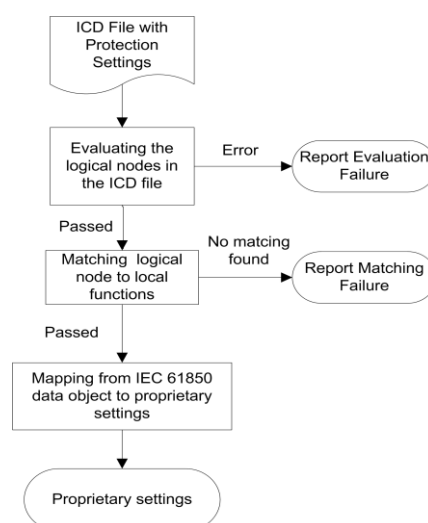 ICD File with
Protection
Settings
Evaluating the
logical nodes in
the ICD file
Error
Report Evaluation
Failure
Passed
Matching logical
node to local
functions
No matcing
found
Report Matching
Failure
Passed
Mapping from IEC 61850
data object to proprietary
settings
Proprietary settings